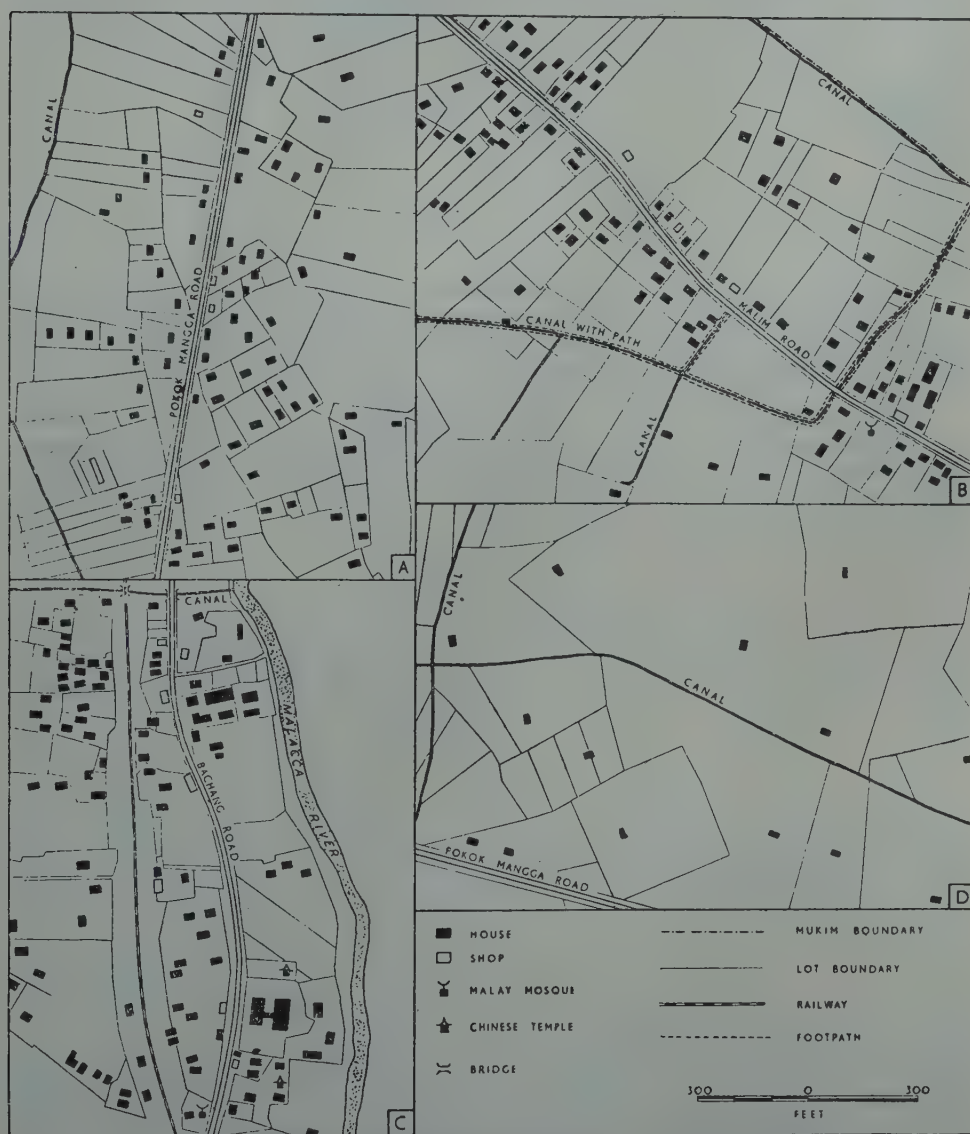 CANAL
POKOK MANGGA ROAD
A
CANAL
CANAL WITH PATH
MALIM ROAD
CANAL
B
CANAL
MALACCA RIVER
BACHANG ROAD
C
CANAL
CANAL
POKOK MANGGA ROAD
D
HOUSE
SHOP
MALAY MOSQUE
CHINESE TEMPLE
BRIDGE
MUKIM BOUNDARY
LOT BOUNDARY
RAILWAY
FOOTPATH
300 0 300
FEET